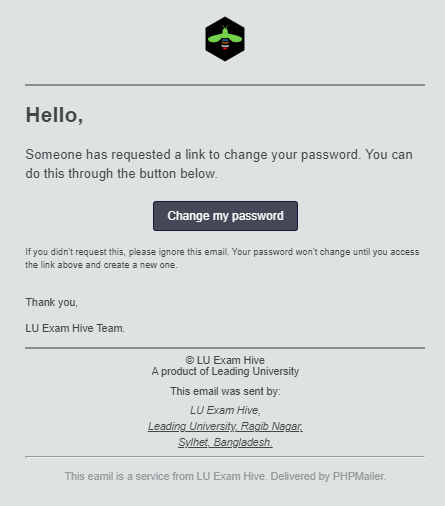 Hello,
Someone has requested a link to change your password. You can
do this through the button below.
Change my password
If you didn't request this, please ignore this email. Your password won't change until you access
the link above and create a new one.
Thank you,
LU Exam Hive Team.
© LU Exam Hive
A product of Leading University
This email was sent by:
LU Exam Hive,
Leading University, Ragib Nagar,
Sylhet, Bangladesh.
This eamil is a service from LU Exam Hive. Delivered by PHPMailer.